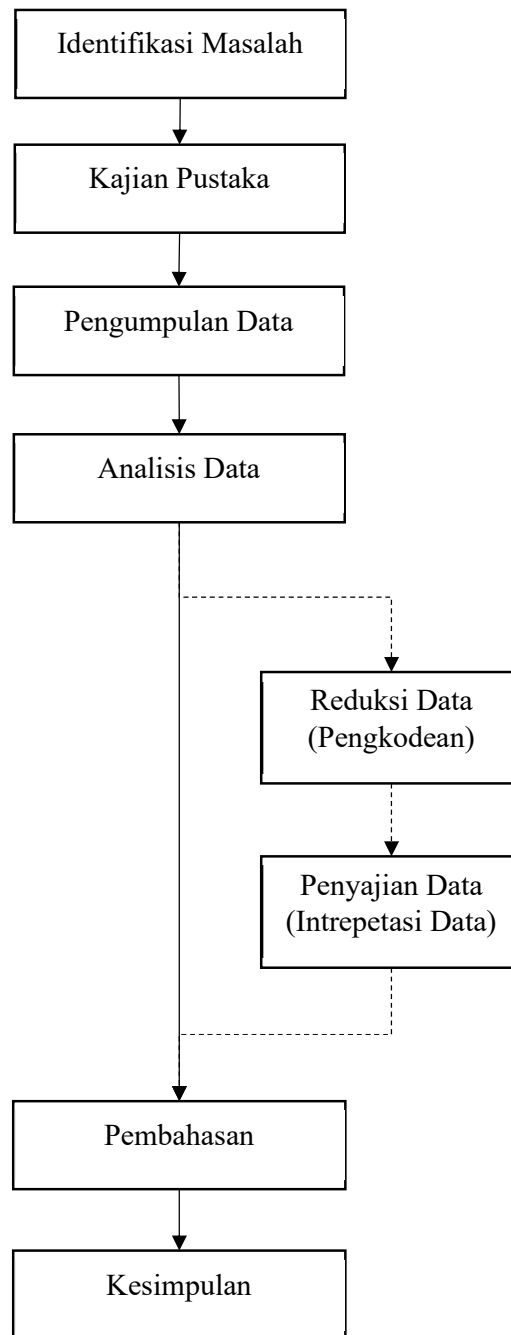 Identifikasi Masalah
Kajian Pustaka
Pengumpulan Data
Analisis Data
Reduksi Data
(Pengkodean)
Penyajian Data
(Intrepetasi Data)
Pembahasan
Kesimpulan